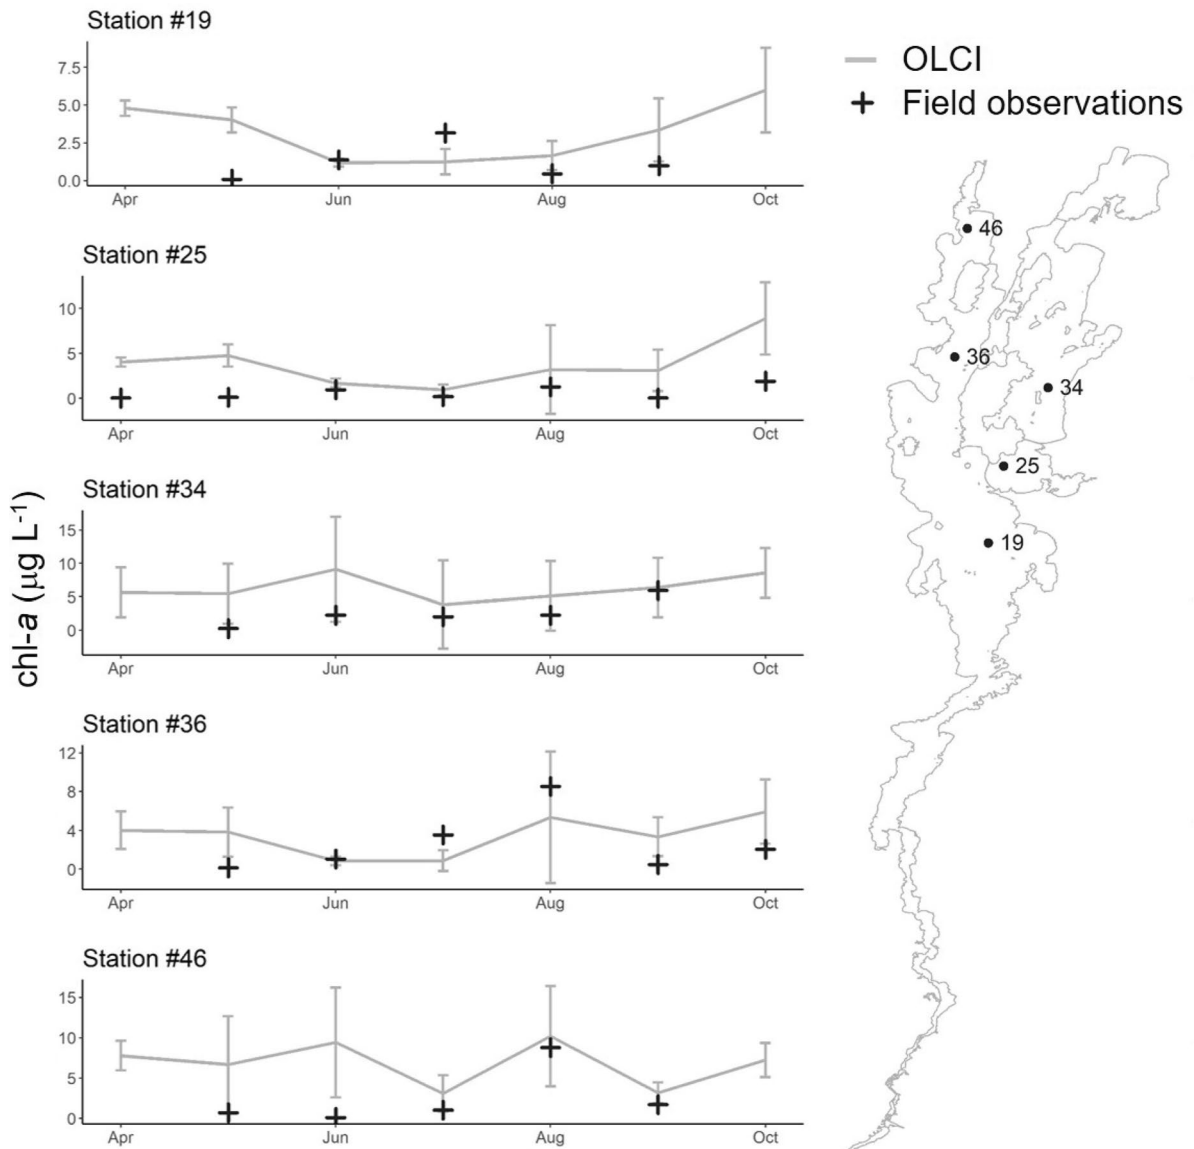 Station #19
7.5
5.0
2.5
0.0
Apr Jun Aug Oct
Station #25
10
5
0
Apr Jun Aug Oct
Station #34
15
10
5
0
Apr Jun Aug Oct
Station #36
12
8
4
0
Apr Jun Aug Oct
Station #46
15
10
5
0
Apr Jun Aug Oct
chl-a (µg L-1)
OLCI
Field observations
46
36
34
25
19